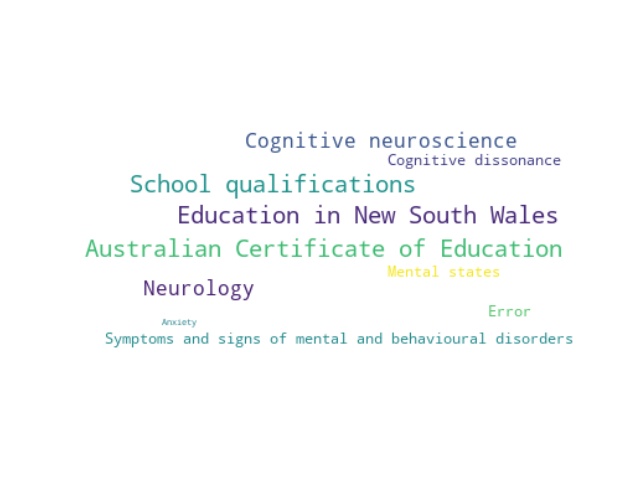 Cognitive neuroscience
Cognitive dissonance
School qualifications
Education in New South Wales
Australian Certificate of Education
Mental states
Neurology
Error
Anxiety
Symptoms and signs of mental and behavioural disorders